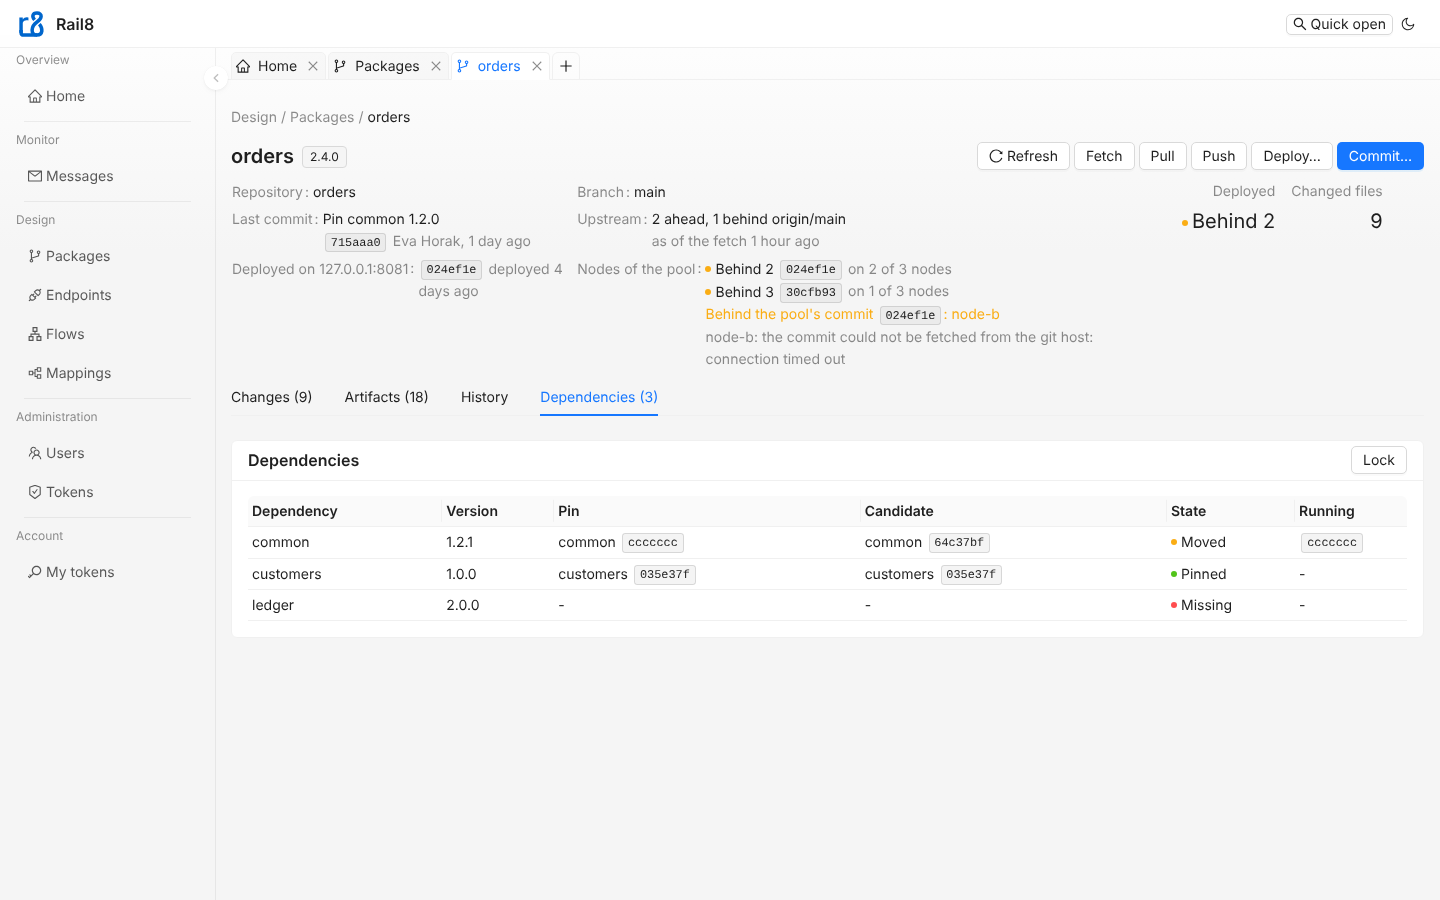 Rail8
Quick open
Overview
Home
Monitor
Messages
Design
Packages
Endpoints
Flows
Mappings
Administration
Users
Tokens
Account
My tokens
Home
Packages
orders
Design / Packages / orders
orders 2.4.0
Refresh
Fetch
Pull
Push
Deploy...
Commit...
Repository: orders
Branch: main
Deployed
Behind 2
Changed files
9
Last commit: Pin common 1.2.0
715aaa0 Eva Horak, 1 day ago
Upstream: 2 ahead, 1 behind origin/main
as of the fetch 1 hour ago
Deployed on 127.0.0.1:8081: 024ef1e deployed 4
days ago
Nodes of the pool: Behind 2 024ef1e on 2 of 3 nodes
Behind 3 30cfb93 on 1 of 3 nodes
Behind the pool's commit 024ef1e: node-b
node-b: the commit could not be fetched from the git host:
connection timed out
Changes (9)
Artifacts (18)
History
Dependencies (3)
Dependencies
Lock
Dependency Version Pin Candidate State Running
common 1.2.1 common ccccccc common 64c37bf Moved ccccccc
customers 1.0.0 customers 035e37f customers 035e37f Pinned -
ledger 2.0.0 - - Missing -